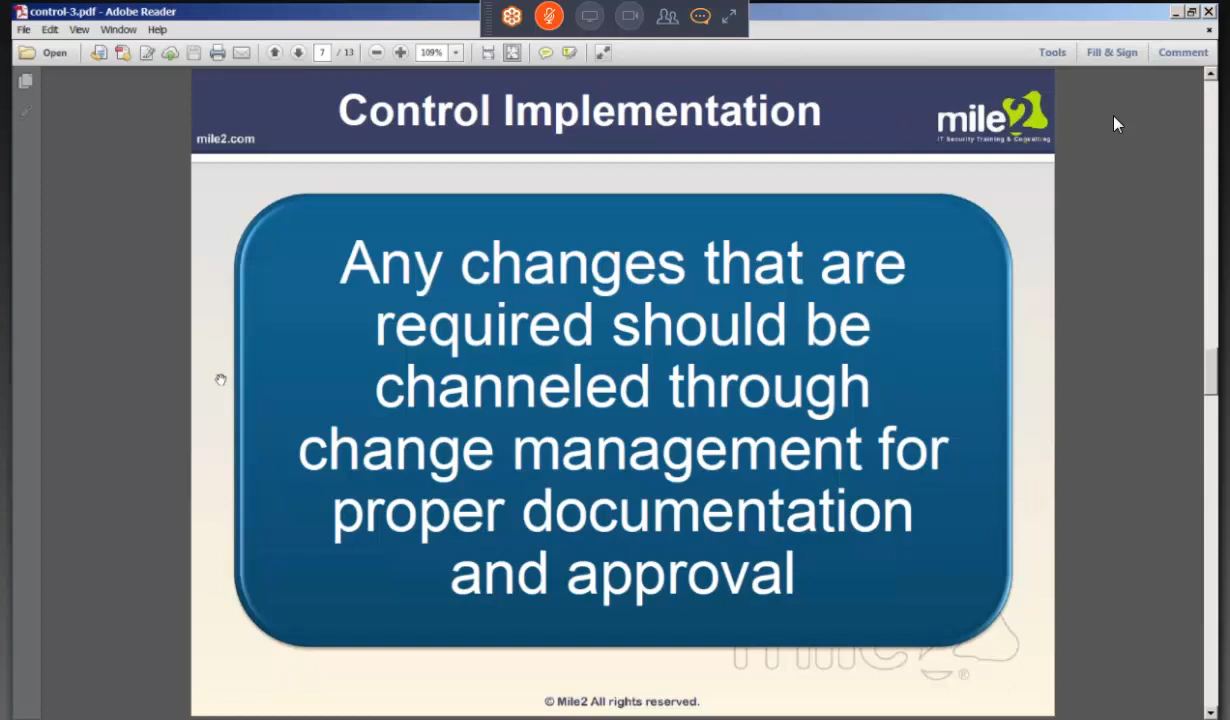 control-3.pdf - Adobe Reader
File Edit View Window Help
Open 7 / 13 109% Tools Fill & Sign Comment
Control Implementation
mile2.com
mile2
IT Security Training & Consulting
Any changes that are
required should be
channeled through
change management for
proper documentation
and approval
mile2 ®
© Mile2 All rights reserved.